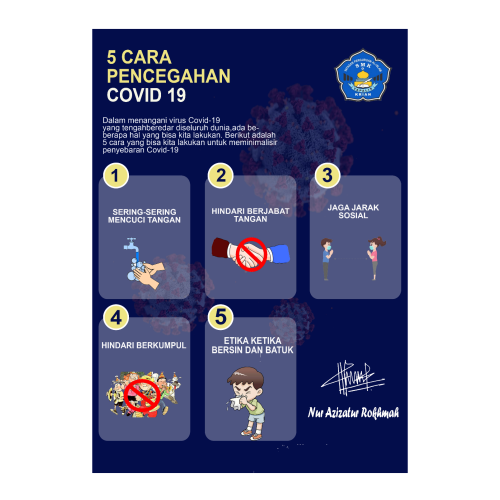 5 CARA
PENCEGAHAN
COVID 19
Dalam menangani virus Covid-19
yang tengahberedar diseluruh dunia,ada be-
berapa hal yang bisa kita lakukan. Berikut adalah
5 cara yang bisa kita lakukan untuk meminimalisir
penyebaran Covid-19
1
SERING-SERING
MENCUCI TANGAN
2
HINDARI BERJABAT
TANGAN
3
JAGA JARAK
SOSIAL
4
HINDARI BERKUMPUL
5
ETIKA KETIKA
BERSIN DAN BATUK
SMK
KRIAN
Nur Azizatur Rokhmah